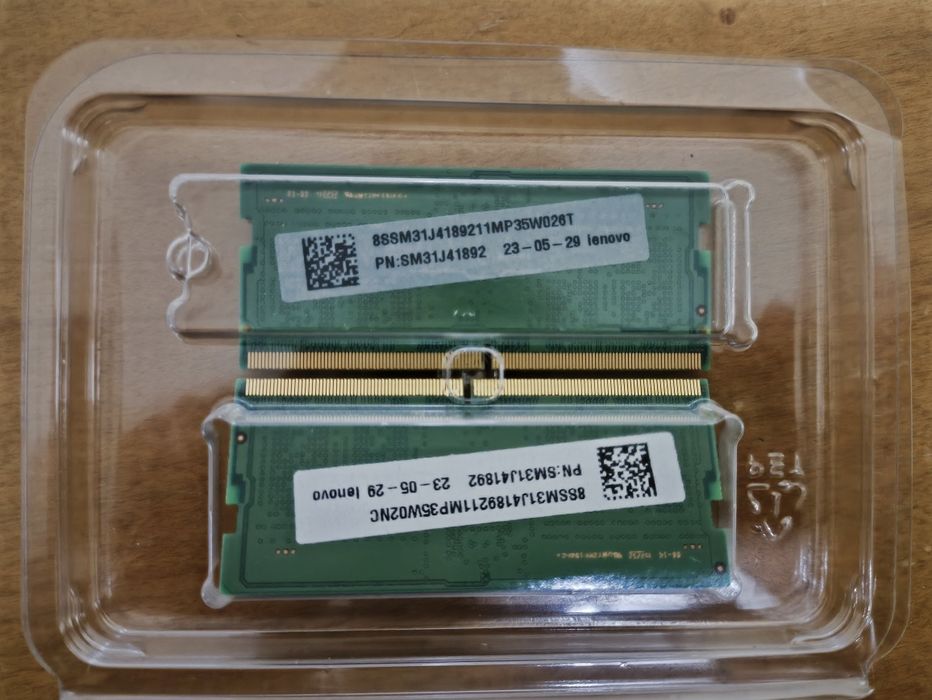 8SSM31J4189211MP35W026T
PN:SM31J41892 23-05-29 lenovo
8SSM31J4189211MP35W02NC
PN:SM31J41892 23-05-29 lenovo